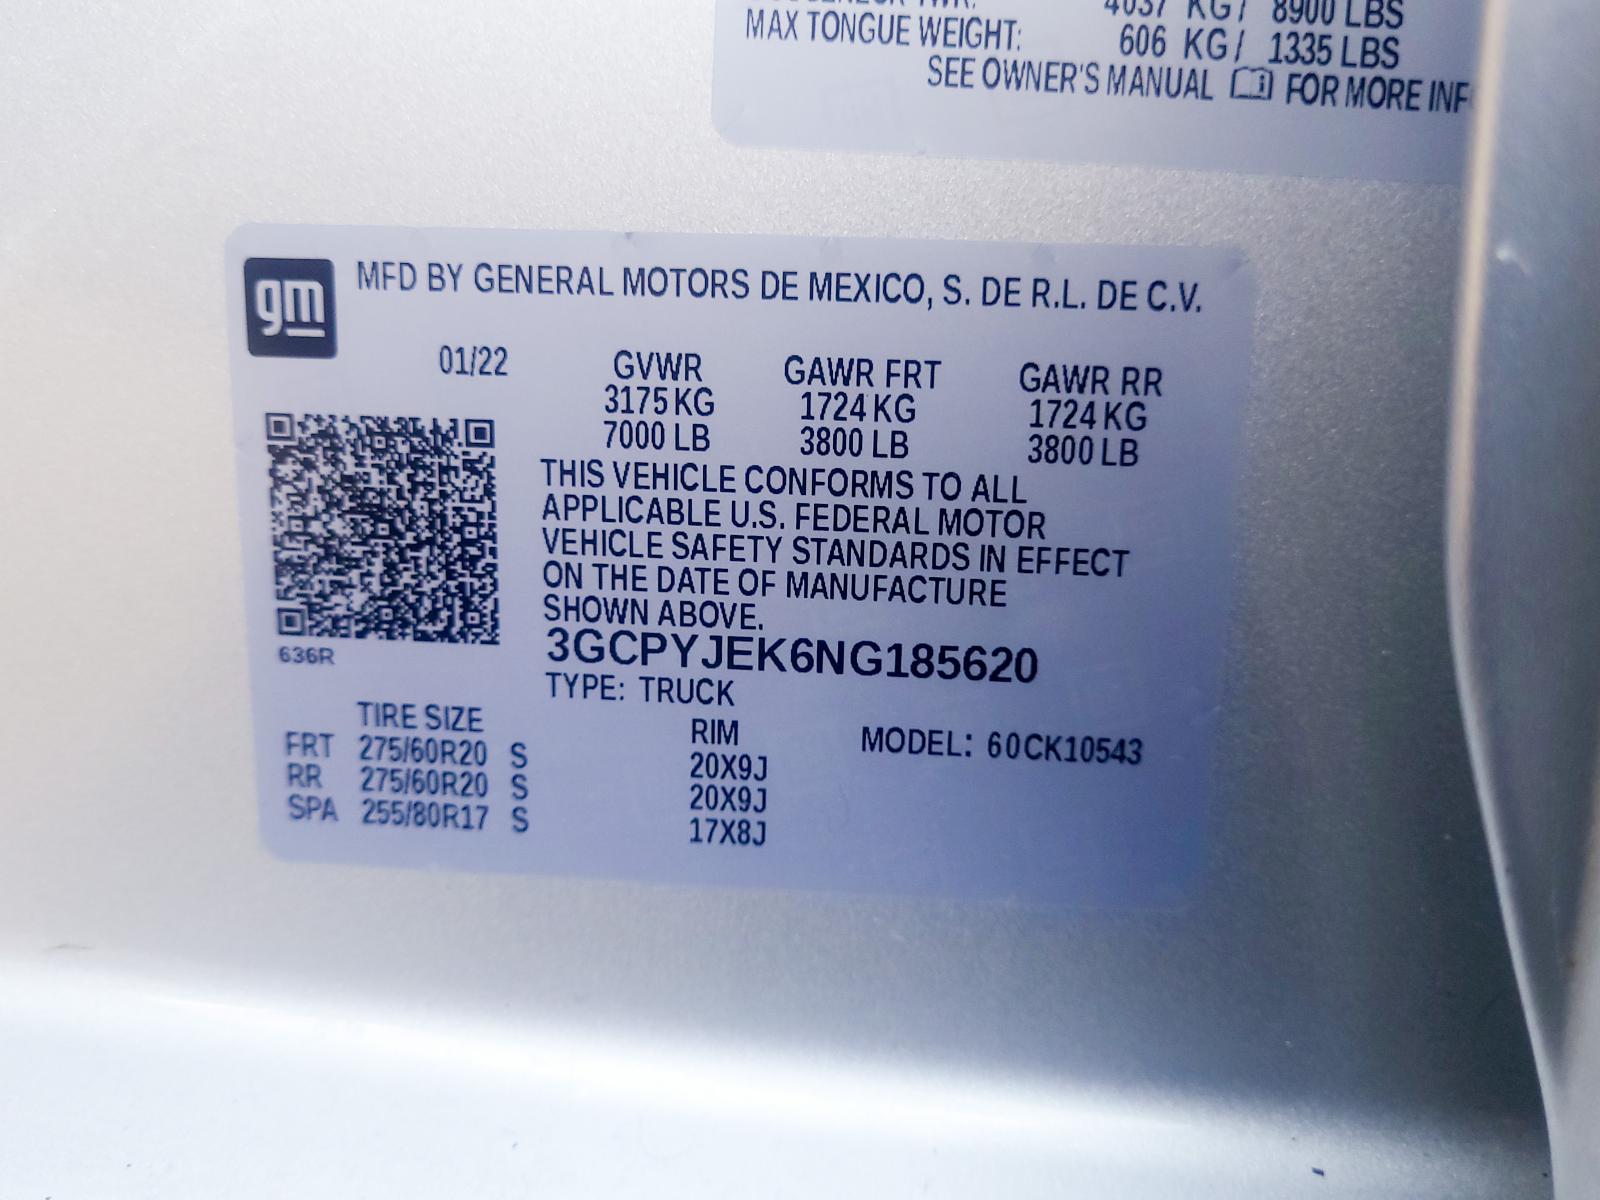 4037 KG / 8900 LBS
MAX TONGUE WEIGHT: 606 KG / 1335 LBS
SEE OWNER'S MANUAL FOR MORE INF
gm
MFD BY GENERAL MOTORS DE MEXICO, S. DE R.L. DE C.V.
01/22 GVWR GAWR FRT GAWR RR
3175 KG 1724 KG 1724 KG
7000 LB 3800 LB 3800 LB
THIS VEHICLE CONFORMS TO ALL
APPLICABLE U.S. FEDERAL MOTOR
VEHICLE SAFETY STANDARDS IN EFFECT
ON THE DATE OF MANUFACTURE
SHOWN ABOVE.
3GCPYJEK6NG185620
636R
TYPE: TRUCK
TIRE SIZE RIM MODEL: 60CK10543
FRT 275/60R20 S 20X9J
RR 275/60R20 S 20X9J
SPA 255/80R17 S 17X8J